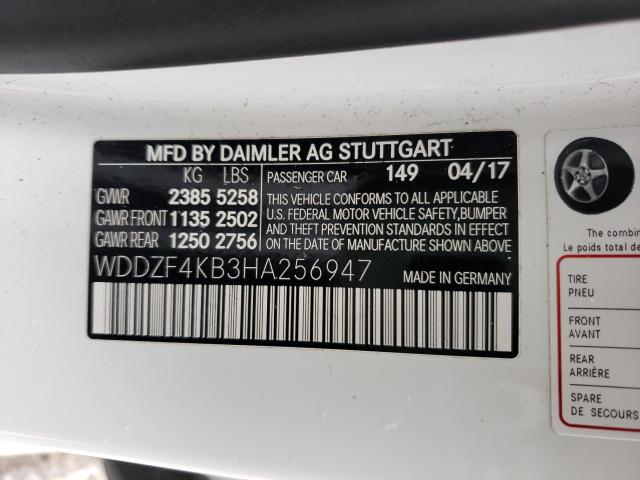 MFD BY DAIMLER AG STUTTGART
KG LBS PASSENGER CAR 149 04/17
GVWR 2385 5258
GAWR FRONT 1135 2502
GAWR REAR 1250 2756
THIS VEHICLE CONFORMS TO ALL APPLICABLE
U.S. FEDERAL MOTOR VEHICLE SAFETY, BUMPER
AND THEFT PREVENTION STANDARDS IN EFFECT
ON THE DATE OF MANUFACTURE SHOWN ABOVE.
WDDZF4KB3HA256947
MADE IN GERMANY
The combin
Le poids total de
TIRE
PNEU
FRONT
AVANT
REAR
ARRIÈRE
SPARE
DE SECOURS